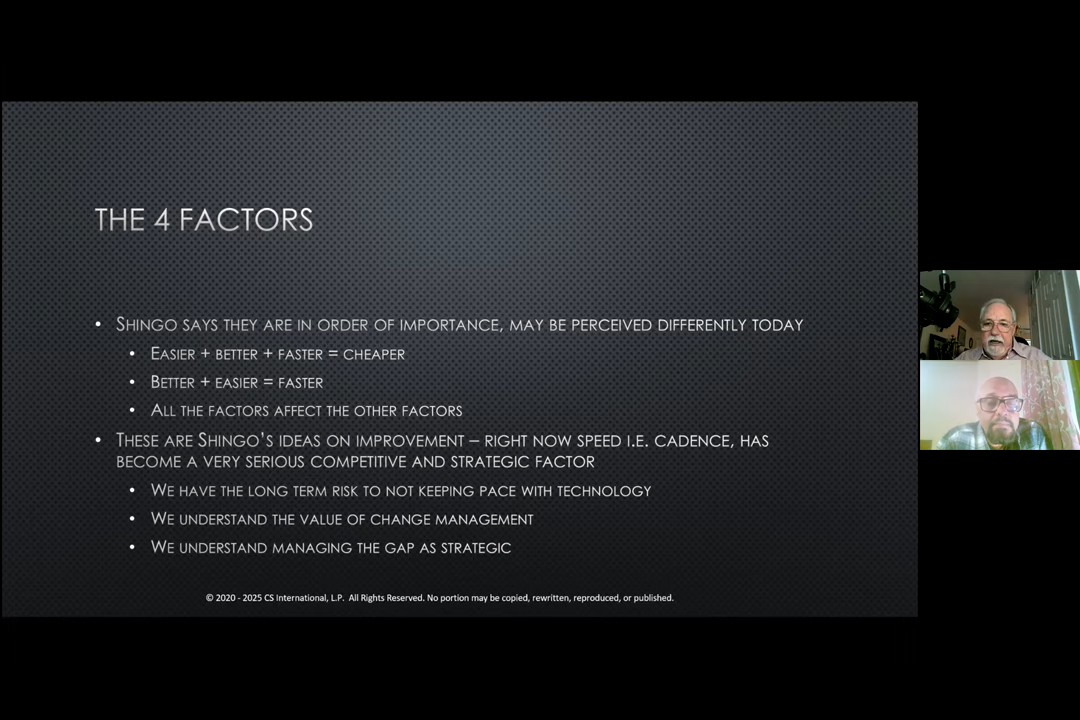 THE 4 FACTORS
• SHINGO SAYS THEY ARE IN ORDER OF IMPORTANCE, MAY BE PERCEIVED DIFFERENTLY TODAY
• EASIER + BETTER + FASTER = CHEAPER
• BETTER + EASIER = FASTER
• ALL THE FACTORS AFFECT THE OTHER FACTORS
• THESE ARE SHINGO'S IDEAS ON IMPROVEMENT – RIGHT NOW SPEED I.E. CADENCE, HAS
BECOME A VERY SERIOUS COMPETITIVE AND STRATEGIC FACTOR
• WE HAVE THE LONG TERM RISK TO NOT KEEPING PACE WITH TECHNOLOGY
• WE UNDERSTAND THE VALUE OF CHANGE MANAGEMENT
• WE UNDERSTAND MANAGING THE GAP AS STRATEGIC
© 2020 - 2025 CS International, L.P. All Rights Reserved. No portion may be copied, rewritten, reproduced, or published.